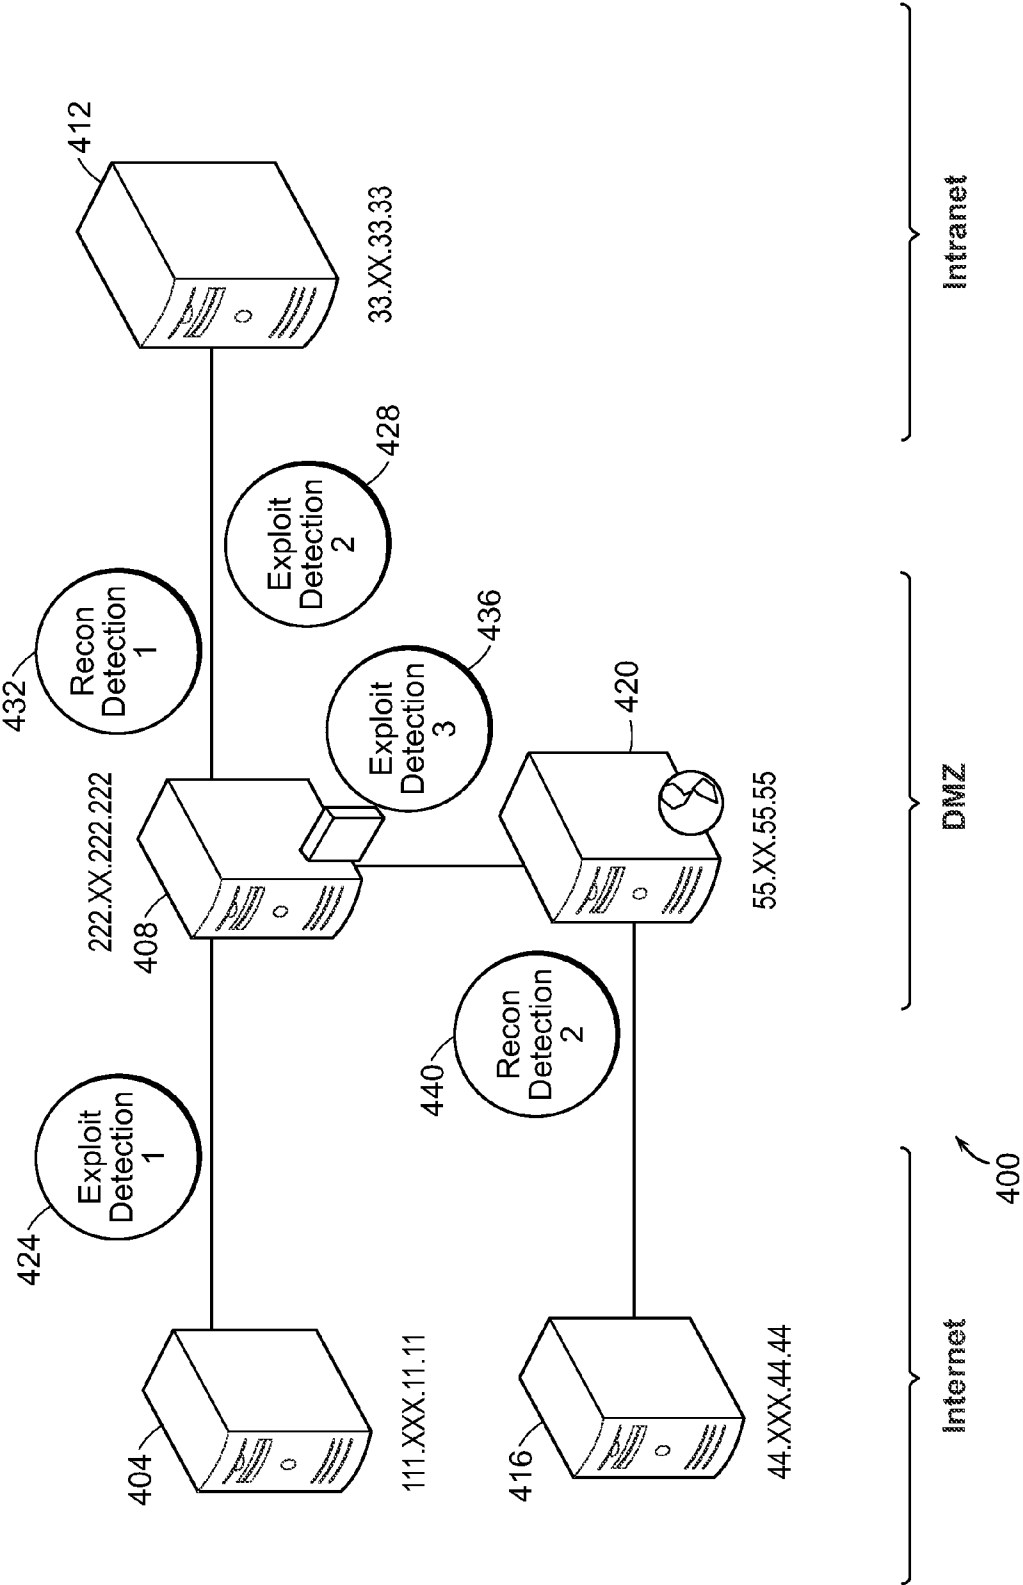 424
Exploit
Detection
1
432
Recon
Detection
1
412
404
111.XXX.11.11
222.XX.222.222
408
Exploit
Detection
2
428
33.XX.33.33
Exploit
Detection
3
436
440
Recon
Detection
2
420
416
44.XXX.44.44
55.XX.55.55
Internet
DMZ
Intranet
400